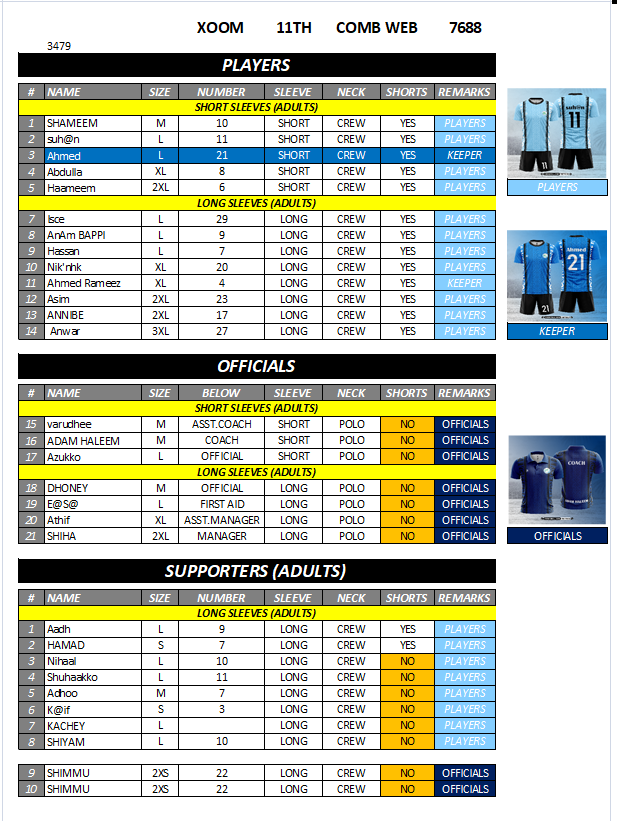 XOOM 11TH COMB WEB 7688
3479
PLAYERS
# NAME SIZE NUMBER SLEEVE NECK SHORTS REMARKS
SHORT SLEEVES (ADULTS)
1 SHAMEEM M 10 SHORT CREW YES PLAYERS
2 suh@n L 11 SHORT CREW YES PLAYERS
3 Ahmed L 21 SHORT CREW YES KEEPER
4 Abdulla XL 8 SHORT CREW YES PLAYERS
5 Haameem 2XL 6 SHORT CREW YES PLAYERS
LONG SLEEVES (ADULTS)
7 Isce L 29 LONG CREW YES PLAYERS
8 AnAm BAPPI L 9 LONG CREW YES PLAYERS
9 Hassan L 7 LONG CREW YES PLAYERS
10 Nik'nhk XL 20 LONG CREW YES PLAYERS
11 Ahmed Rameez XL 4 LONG CREW YES KEEPER
12 Asim 2XL 23 LONG CREW YES PLAYERS
13 ANNIBE 2XL 17 LONG CREW YES PLAYERS
14 Anwar 3XL 27 LONG CREW YES PLAYERS
suh@n
11
11
PLAYERS
Ahmed
21
21
KEEPER
OFFICIALS
# NAME SIZE BELOW SLEEVE NECK SHORTS REMARKS
SHORT SLEEVES (ADULTS)
15 varudhee M ASST.COACH SHORT POLO NO OFFICIALS
16 ADAM HALEEM M COACH SHORT POLO NO OFFICIALS
17 Azukko L OFFICIAL SHORT POLO NO OFFICIALS
LONG SLEEVES (ADULTS)
18 DHONEY M OFFICIAL LONG POLO NO OFFICIALS
19 E@S@ L FIRST AID LONG POLO NO OFFICIALS
20 Athif XL ASST.MANAGER LONG POLO NO OFFICIALS
21 SHIHA 2XL MANAGER LONG POLO NO OFFICIALS
COACH
ADAM HALEEM
OFFICIALS
SUPPORTERS (ADULTS)
# NAME SIZE NUMBER SLEEVE NECK SHORTS REMARKS
LONG SLEEVES (ADULTS)
1 Aadh L 9 LONG CREW YES PLAYERS
2 HAMAD S 7 LONG CREW YES PLAYERS
3 Nihaal L 10 LONG CREW NO PLAYERS
4 Shuhaakko L 11 LONG CREW NO PLAYERS
5 Adhoo M 7 LONG CREW NO PLAYERS
6 K@if S 3 LONG CREW NO PLAYERS
7 KACHEY L LONG CREW NO PLAYERS
8 SHIYAM L 10 LONG CREW NO PLAYERS
9 SHIMMU 2XS 22 LONG CREW NO OFFICIALS
10 SHIMMU 2XS 22 LONG CREW NO OFFICIALS